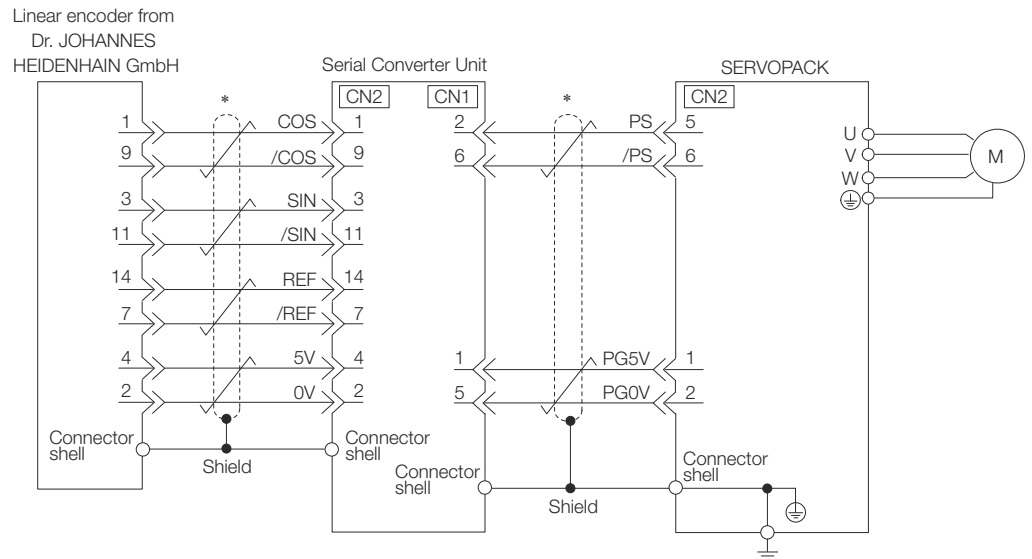 Linear encoder from
Dr. JOHANNES
HEIDENHAIN GmbH
Serial Converter Unit
SERVOPACK
CN2 CN1 CN2
* *
1 COS 1 2 PS 5
9 /COS 9 6 /PS 6
3 SIN 3
11 /SIN 11
14 REF 14
7 /REF 7
4 5V 4 1 PG5V 1
2 0V 2 5 PG0V 2
U
V
W
M
Connector
shell
Shield
Connector
shell
Connector
shell
Shield
Connector
shell